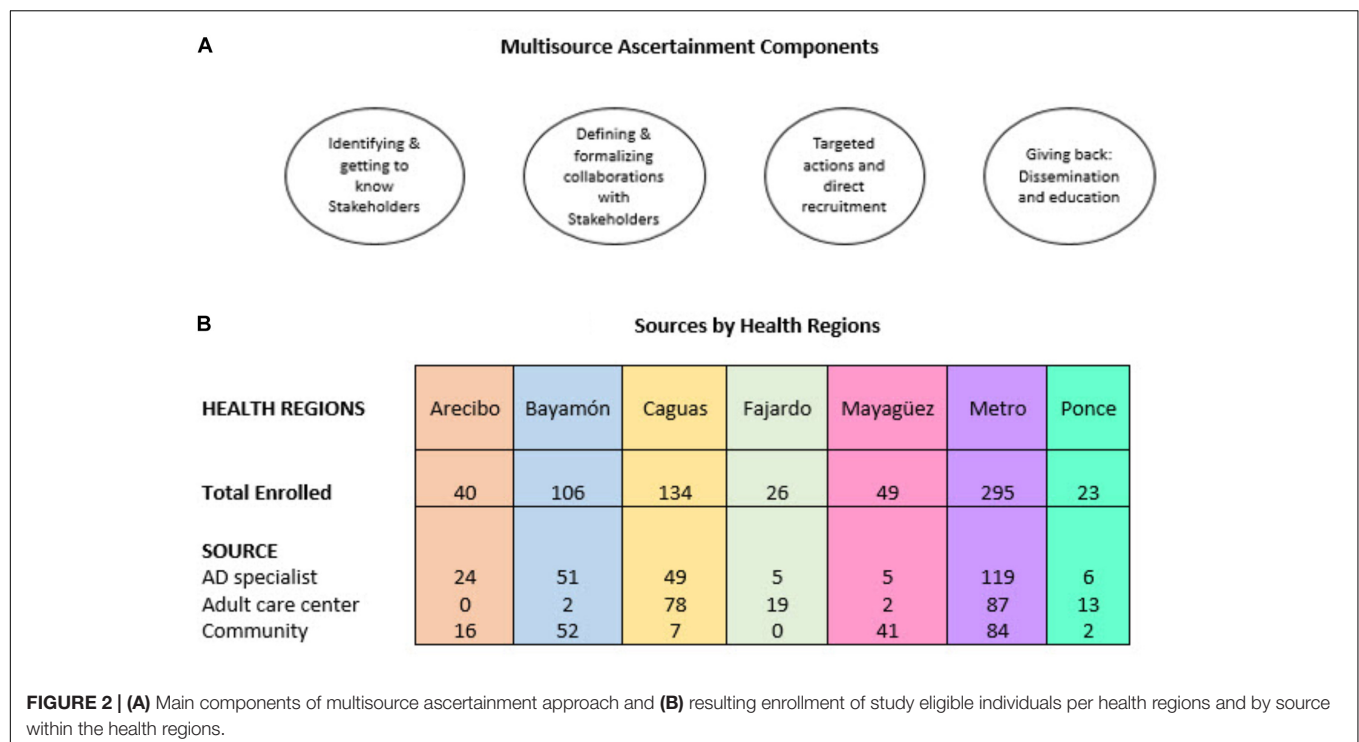 A
Multisource Ascertainment Components
Identifying &
getting to
know
Stakeholders
Defining &
formalizing
collaborations
with
Stakeholders
Targeted
actions and
direct
recruitment
Giving back:
Dissemination
and education
B
Sources by Health Regions
HEALTH REGIONS Arecibo Bayamón Caguas Fajardo Mayagüez Metro Ponce
Total Enrolled 40 106 134 26 49 295 23
SOURCE
AD specialist 24 51 49 5 5 119 6
Adult care center 0 2 78 19 2 87 13
Community 16 52 7 0 41 84 2
FIGURE 2 | (A) Main components of multisource ascertainment approach and (B) resulting enrollment of study eligible individuals per health regions and by source
within the health regions.